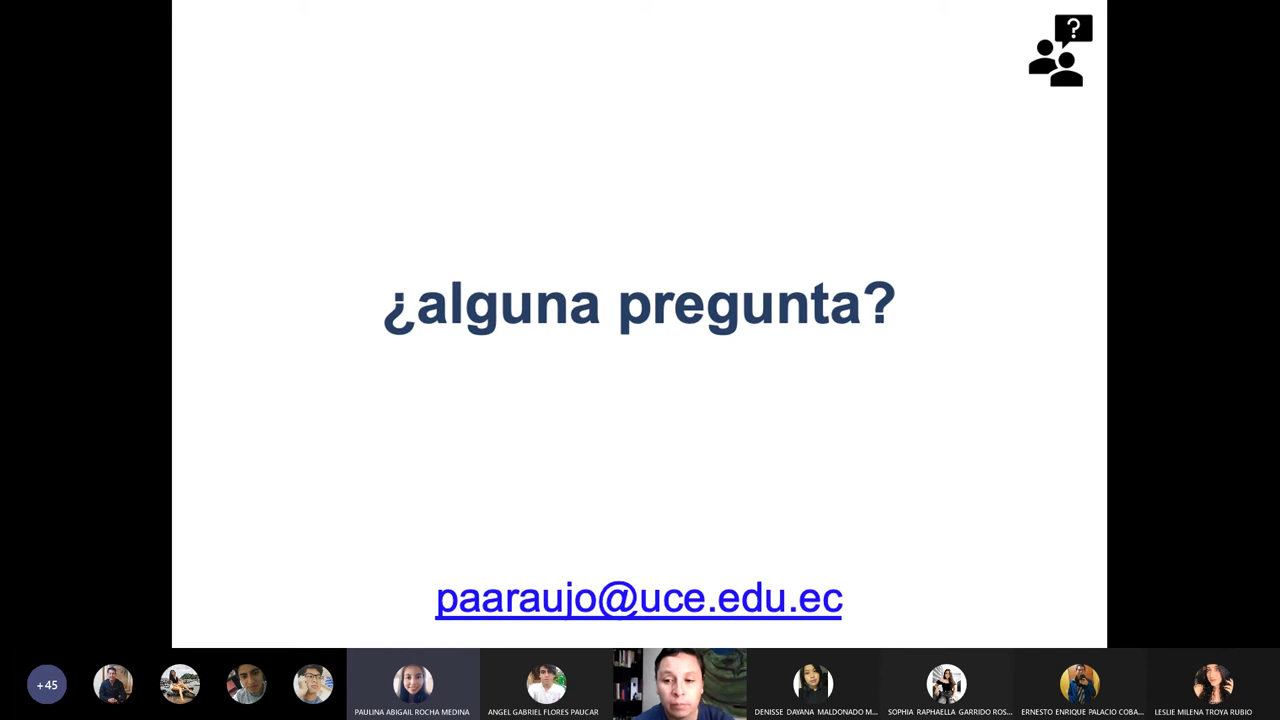 ?
¿alguna pregunta?
paaraujo@uce.edu.ec
+45
PAULINA ABIGAIL ROCHA MEDINA
ANGEL GABRIEL FLORES PAUCAR
DENISSE DAYANA MALDONADO M...
SOPHIA RAPHAELLA GARRIDO ROS...
ERNESTO ENRIQUE PALACIO COBA...
LESLIE MILENA TROYA RUBIO